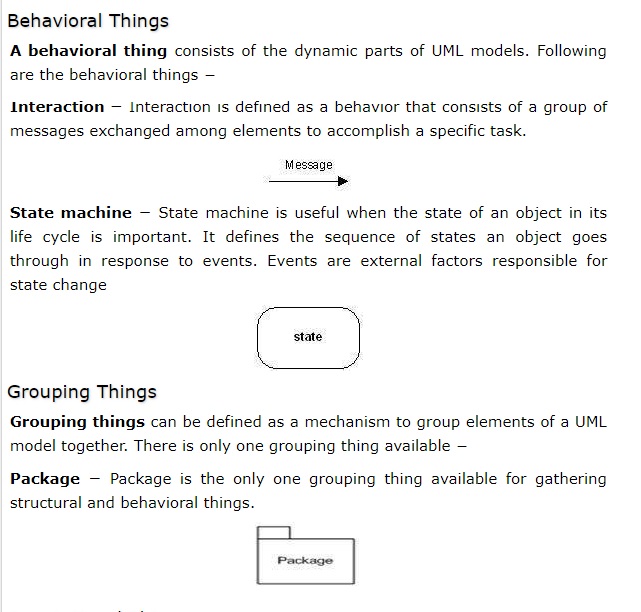 Behavioral Things
A behavioral thing consists of the dynamic parts of UML models. Following
are the behavioral things −
Interaction − Interaction is defined as a behavior that consists of a group of
messages exchanged among elements to accomplish a specific task.
Message
State machine − State machine is useful when the state of an object in its
life cycle is important. It defines the sequence of states an object goes
through in response to events. Events are external factors responsible for
state change
state
Grouping Things
Grouping things can be defined as a mechanism to group elements of a UML
model together. There is only one grouping thing available −
Package − Package is the only one grouping thing available for gathering
structural and behavioral things.
Package